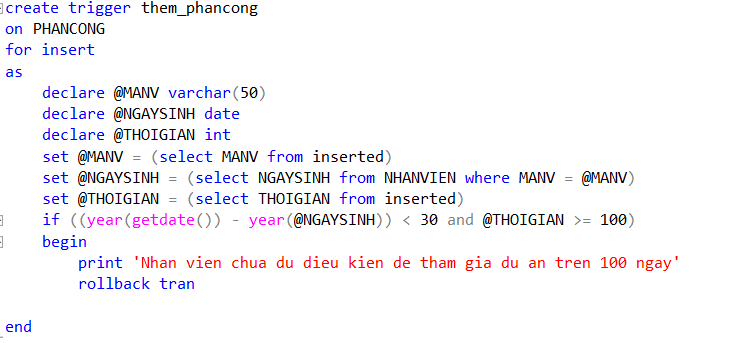 create trigger them_phancong
on PHANCONG
for insert
as
declare @MANV varchar(50)
declare @NGAYSINH date
declare @THOIGIAN int
set @MANV = (select MANV from inserted)
set @NGAYSINH = (select NGAYSINH from NHANVIEN where MANV = @MANV)
set @THOIGIAN = (select THOIGIAN from inserted)
if ((year(getdate()) - year(@NGAYSINH)) < 30 and @THOIGIAN >= 100)
begin
print 'Nhan vien chua du dieu kien de tham gia du an tren 100 ngay'
rollback tran
end